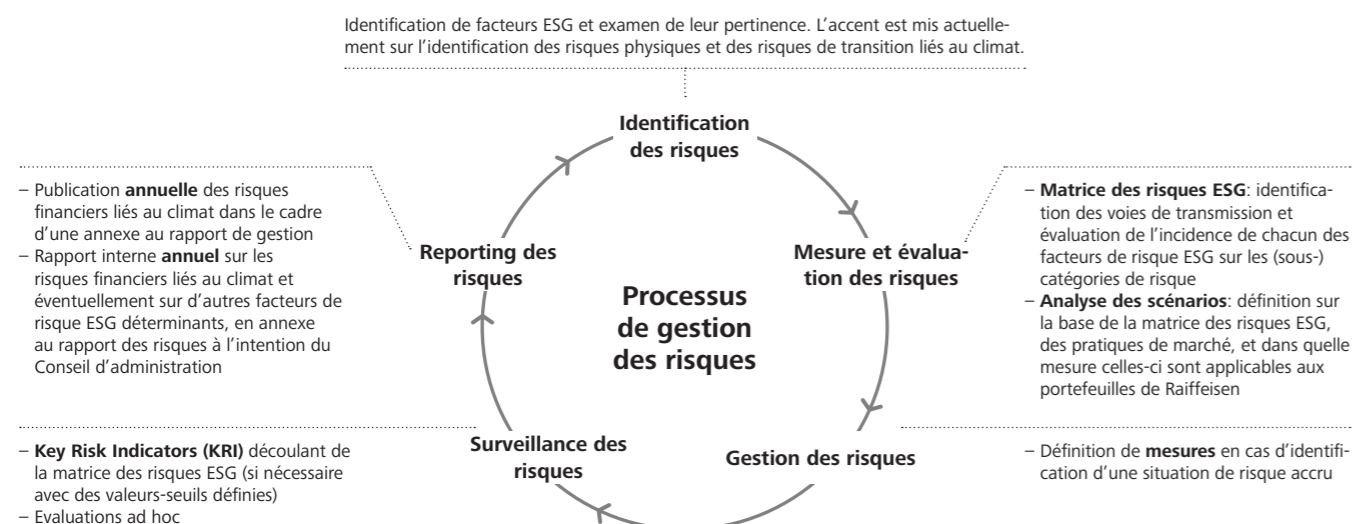 Identification de facteurs ESG et examen de leur pertinence. L'accent est mis actuelle-
ment sur l'identification des risques physiques et des risques de transition liés au climat.
Identification
des risques
– Publication annuelle des risques
financiers liés au climat dans le cadre
d'une annexe au rapport de gestion
– Rapport interne annuel sur les
risques financiers liés au climat et
éventuellement sur d'autres facteurs de
risque ESG déterminants, en annexe
au rapport des risques à l'intention du
Conseil d'administration
Reporting des
risques
Mesure et évalua-
tion des risques
– Matrice des risques ESG: identifica-
tion des voies de transmission et
évaluation de l'incidence de chacun des
facteurs de risque ESG sur les (sous-)
catégories de risque
– Analyse des scénarios: définition sur
la base de la matrice des risques ESG,
des pratiques de marché, et dans quelle
mesure celles-ci sont applicables aux
portefeuilles de Raiffeisen
Processus
de gestion
des risques
– Key Risk Indicators (KRI) découlant de
la matrice des risques ESG (si nécessaire
avec des valeurs-seuils définies)
– Evaluations ad hoc
Surveillance des
risques
Gestion des risques
– Définition de mesures en cas d'identifi-
cation d'une situation de risque accru